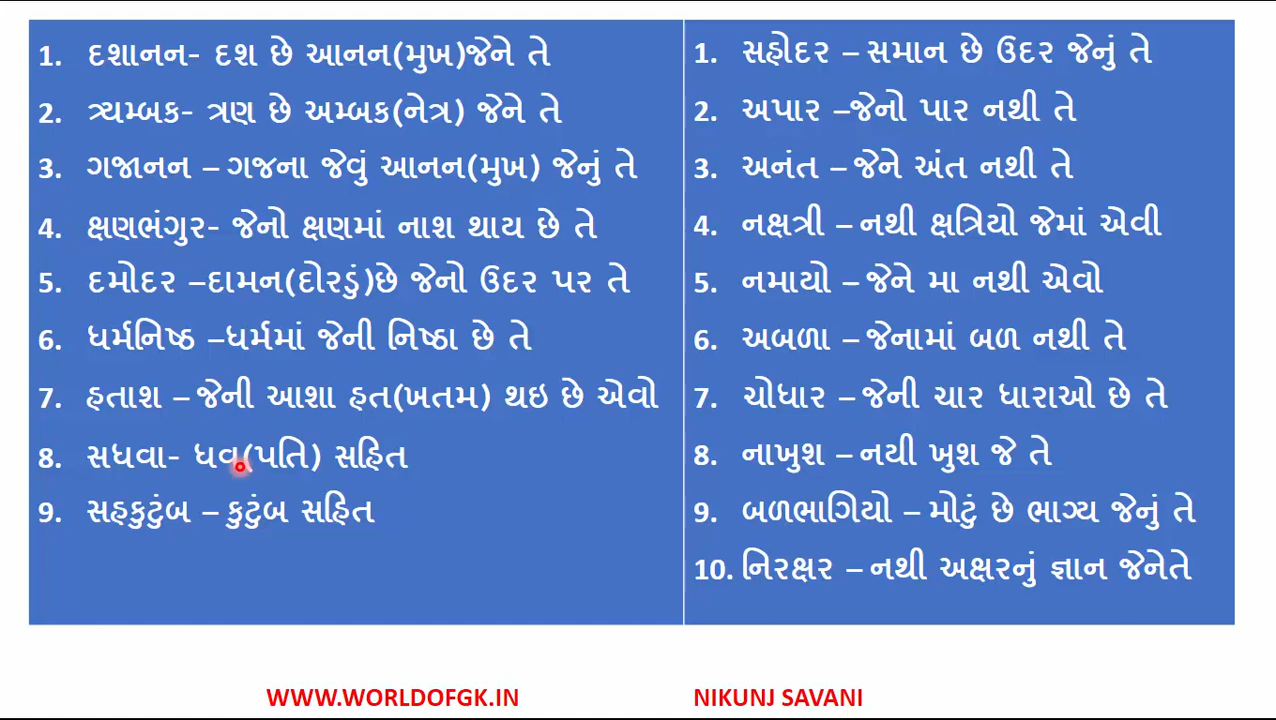 1. દશાનન- દશ છે આનન(મુખ)જેને તે
2. ત્ર્યમ્બક- ત્રણ છે અમ્બક(નેત્ર) જેને તે
3. ગજાનન – ગજના જેવું આનન(મુખ) જેનું તે
4. ક્ષણભંગુર- જેનો ક્ષણમાં નાશ થાય છે તે
5. દમોદર –દામન(દોરડું)છે જેનો ઉદર પર તે
6. ધર્મનિષ્ઠ –ધર્મમાં જેની નિષ્ઠા છે તે
7. હતાશ – જેની આશા હત(ખતમ) થઇ છે એવો
8. સધવા- ધવ(પતિ) સહિત
9. સહકુટુંબ – કુટુંબ સહિત
1. સહોદર – સમાન છે ઉદર જેનું તે
2. અપાર –જેનો પાર નથી તે
3. અનંત – જેને અંત નથી તે
4. નક્ષત્રી – નથી ક્ષત્રિયો જેમાં એવી
5. નમાયો – જેને મા નથી એવો
6. અબળા – જેનામાં બળ નથી તે
7. ચોધાર – જેની ચાર ધારાઓ છે તે
8. નાખુશ – નયી ખુશ જે તે
9. બળભાગિયો – મોટું છે ભાગ્ય જેનું તે
10. નિરક્ષર – નથી અક્ષરનું જ્ઞાન જેનેતે
WWW.WORLDOFGK.IN
NIKUNJ SAVANI